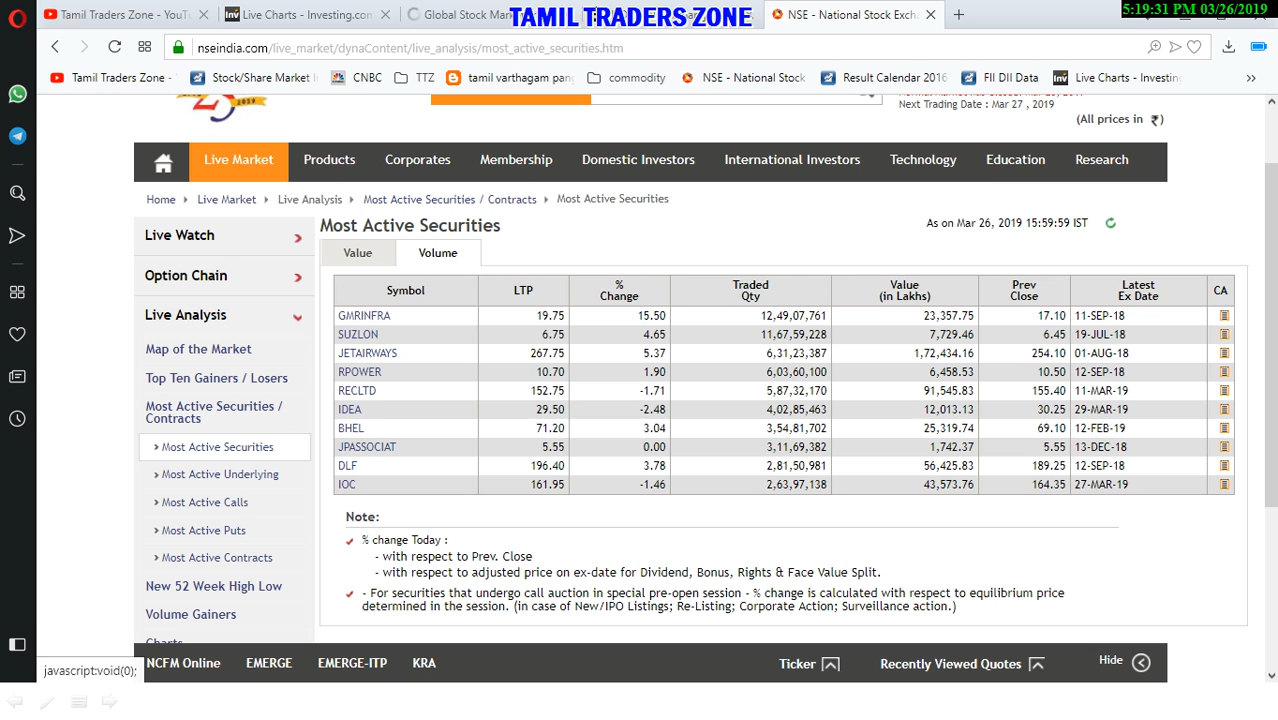 Tamil Traders Zone - YouT
Live Charts - Investing.com
Global Stock Mark
TAMIL TRADERS ZONE
NSE - National Stock Exch
5:19:31 PM 03/26/2019
nseindia.com/live_market/dynaContent/live_analysis/most_active_securities.htm
Tamil Traders Zone -
Stock/Share Market I
CNBC
TTZ
tamil varthagam pan
commodity
NSE - National Stock
Result Calendar 2016
FII DII Data
Live Charts - Investin
2019
Next Trading Date : Mar 27 , 2019
(All prices in ₹)
Live Market Products Corporates Membership Domestic Investors International Investors Technology Education Research
Home Live Market Live Analysis Most Active Securities / Contracts Most Active Securities
Most Active Securities
As on Mar 26, 2019 15:59:59 IST
Live Watch
Option Chain
Live Analysis
Map of the Market
Top Ten Gainers / Losers
Most Active Securities /
Contracts
Most Active Securities
Most Active Underlying
Most Active Calls
Most Active Puts
Most Active Contracts
New 52 Week High Low
Volume Gainers
Charts
Value Volume
Symbol LTP % Change Traded Qty Value (in Lakhs) Prev Close Latest Ex Date CA
GMRINFRA 19.75 15.50 12,49,07,761 23,357.75 17.10 11-SEP-18
SUZLON 6.75 4.65 11,67,59,228 7,729.46 6.45 19-JUL-18
JETAIRWAYS 267.75 5.37 6,31,23,387 1,72,434.16 254.10 01-AUG-18
RPOWER 10.70 1.90 6,03,60,100 6,458.53 10.50 12-SEP-18
RECLTD 152.75 -1.71 5,87,32,170 91,545.83 155.40 11-MAR-19
IDEA 29.50 -2.48 4,02,85,463 12,013.13 30.25 29-MAR-19
BHEL 71.20 3.04 3,54,81,702 25,319.74 69.10 12-FEB-19
JPASSOCIAT 5.55 0.00 3,11,69,382 1,742.37 5.55 13-DEC-18
DLF 196.40 3.78 2,81,50,981 56,425.83 189.25 12-SEP-18
IOC 161.95 -1.46 2,63,97,138 43,573.76 164.35 27-MAR-19
Note:
% change Today :
- with respect to Prev. Close
- with respect to adjusted price on ex-date for Dividend, Bonus, Rights & Face Value Split.
- For securities that undergo call auction in special pre-open session - % change is calculated with respect to equilibrium price
determined in the session. (in case of New/IPO Listings; Re-Listing; Corporate Action; Surveillance action.)
javascript:void(0);
NCFM Online EMERGE EMERGE-ITP KRA Ticker Recently Viewed Quotes Hide